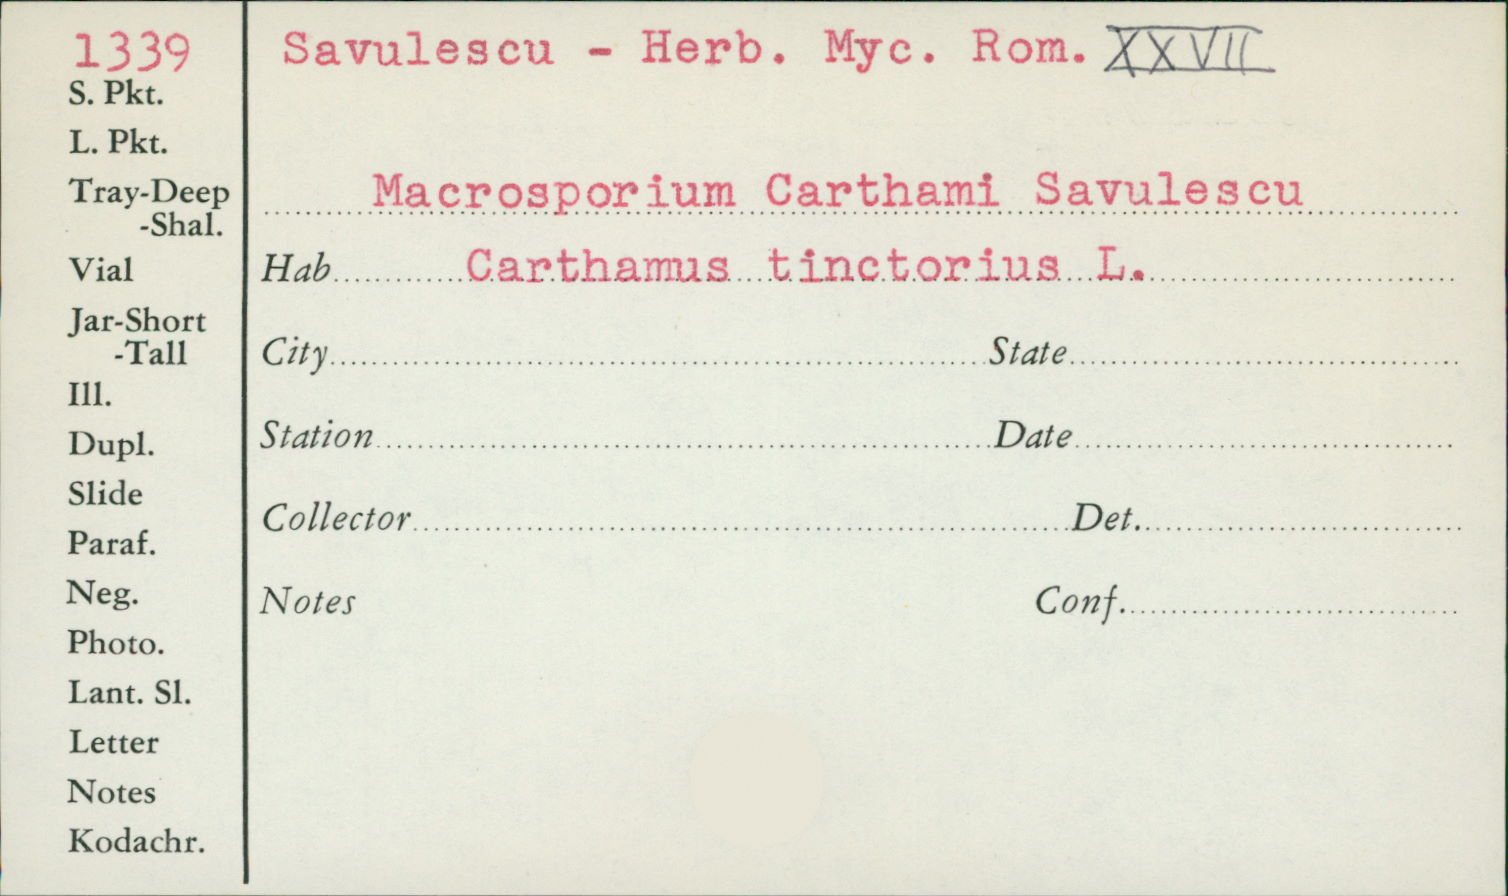 1339
Savulescu - Herb. Myc. Rom. XXVII
S. Pkt.
L. Pkt.
Tray-Deep
-Shal.
Macrosporium Carthami Savulescu
Vial
Hab. Carthamus tinctorius L.
Jar-Short
-Tall
City State
Ill.
Dupl.
Station Date
Slide
Collector Det.
Paraf.
Neg.
Notes Conf.
Photo.
Lant. Sl.
Letter
Notes
Kodachr.